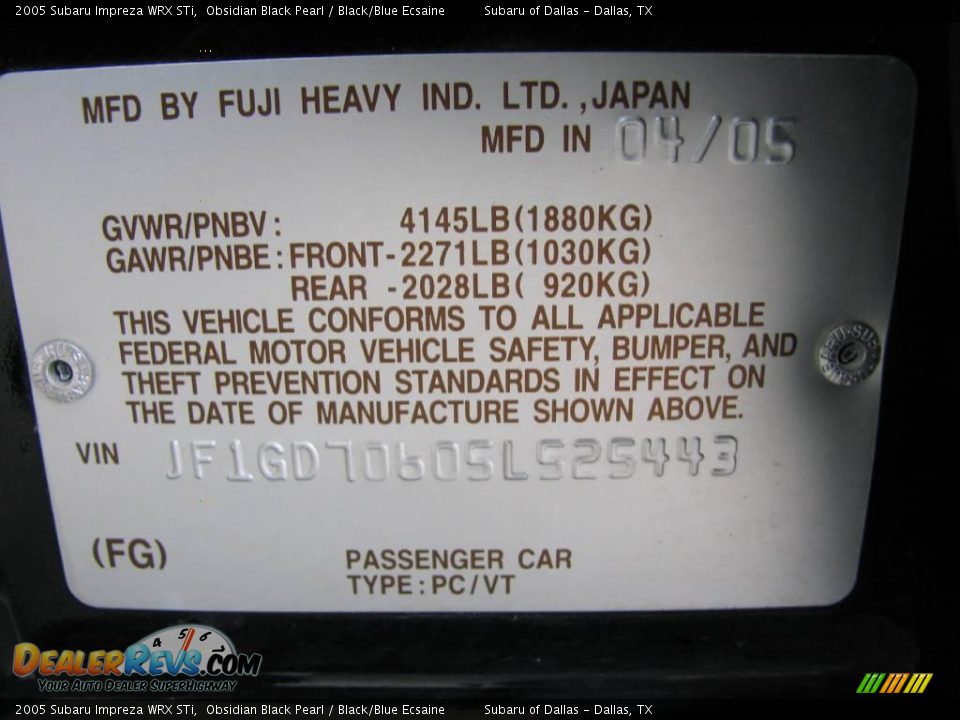 2005 Subaru Impreza WRX STi,  Obsidian Black Pearl / Black/Blue Ecsaine          Subaru of Dallas - Dallas, TX
MFD BY FUJI HEAVY IND. LTD.,JAPAN
MFD IN 04/05
GVWR/PNBV: 4145LB(1880KG)
GAWR/PNBE:FRONT-2271LB(1030KG)
REAR -2028LB( 920KG)
THIS VEHICLE CONFORMS TO ALL APPLICABLE
FEDERAL MOTOR VEHICLE SAFETY, BUMPER, AND
THEFT PREVENTION STANDARDS IN EFFECT ON
THE DATE OF MANUFACTURE SHOWN ABOVE.
VIN JF1GD70605L525443
(FG)
PASSENGER CAR
TYPE:PC/VT
4 5 6
DEALERREVS.COM
YOUR AUTO DEALER SUPERHIGHWAY
2005 Subaru Impreza WRX STi,  Obsidian Black Pearl / Black/Blue Ecsaine          Subaru of Dallas - Dallas, TX